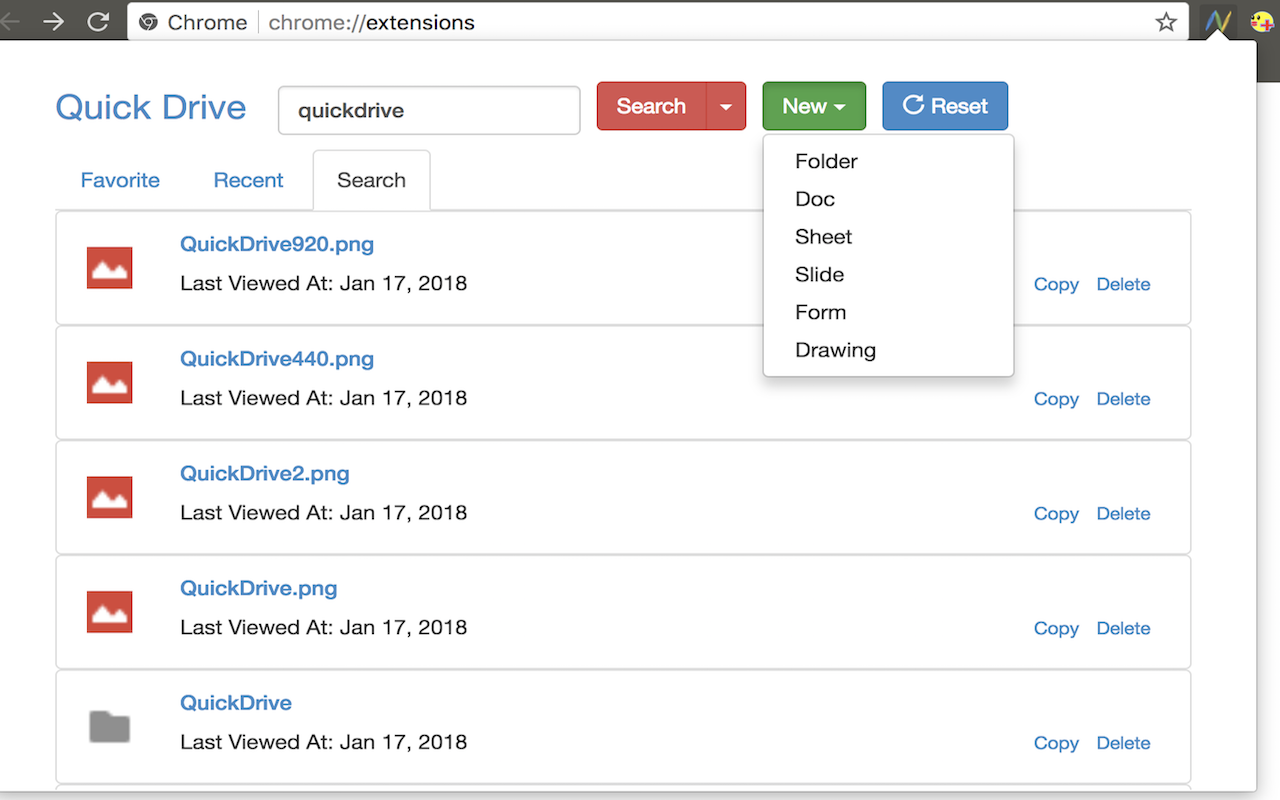 Chrome chrome://extensions
Quick Drive quickdrive Search New Reset
Folder
Doc
Sheet
Slide
Form
Drawing
Favorite Recent Search
QuickDrive920.png
Last Viewed At: Jan 17, 2018 Copy Delete
QuickDrive440.png
Last Viewed At: Jan 17, 2018 Copy Delete
QuickDrive2.png
Last Viewed At: Jan 17, 2018 Copy Delete
QuickDrive.png
Last Viewed At: Jan 17, 2018 Copy Delete
QuickDrive
Last Viewed At: Jan 17, 2018 Copy Delete